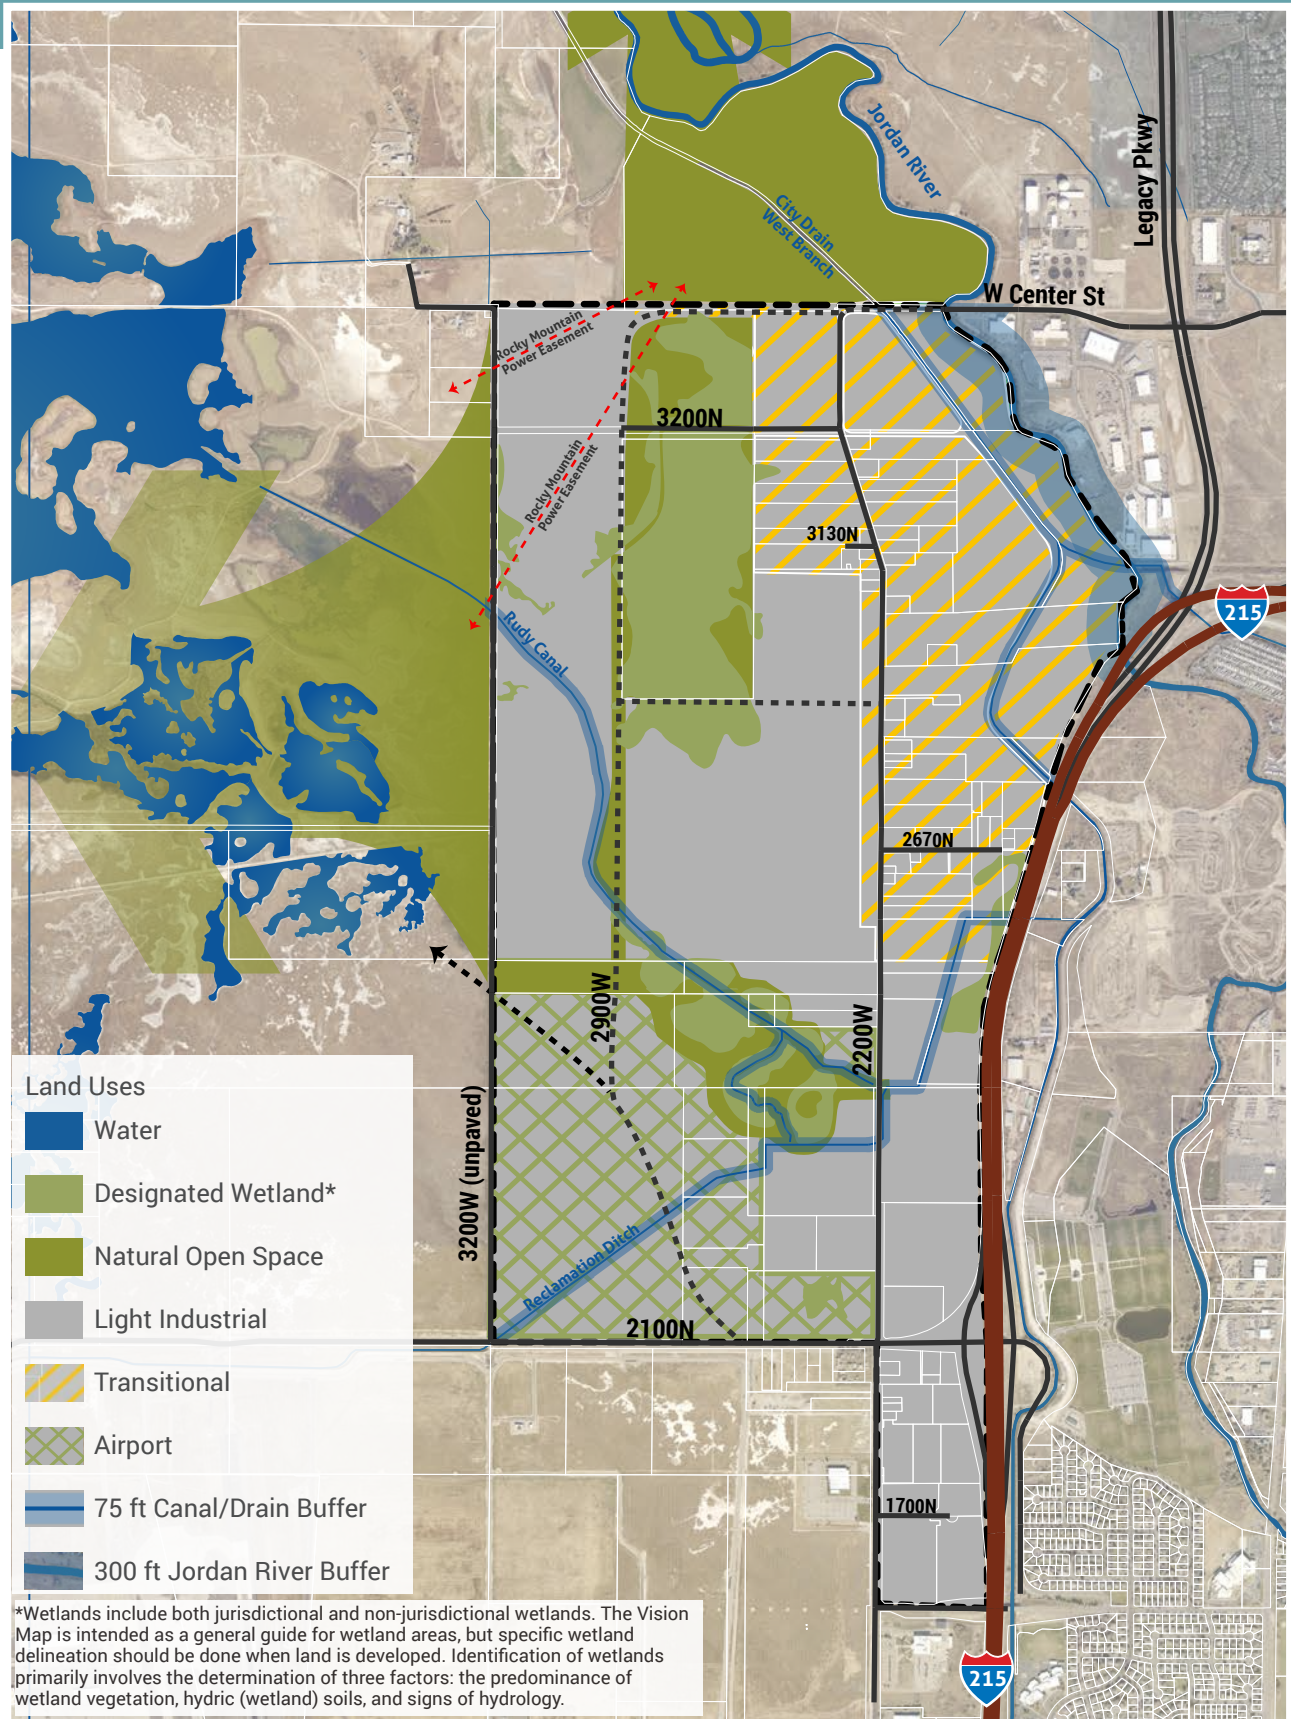 Jordan River
Legacy Pkwy
City Drain
West Branch
W Center St
Rocky Mountain
Power Easement
3200N
Rocky Mountain
Power Easement
3130N
215
Rudy Canal
2670N
2900W
2200W
3200W (unpaved)
Reclamation Ditch
2100N
1700N
215
Land Uses
Water
Designated Wetland*
Natural Open Space
Light Industrial
Transitional
Airport
75 ft Canal/Drain Buffer
300 ft Jordan River Buffer
*Wetlands include both jurisdictional and non-jurisdictional wetlands. The Vision
Map is intended as a general guide for wetland areas, but specific wetland
delineation should be done when land is developed. Identification of wetlands
primarily involves the determination of three factors: the predominance of
wetland vegetation, hydric (wetland) soils, and signs of hydrology.